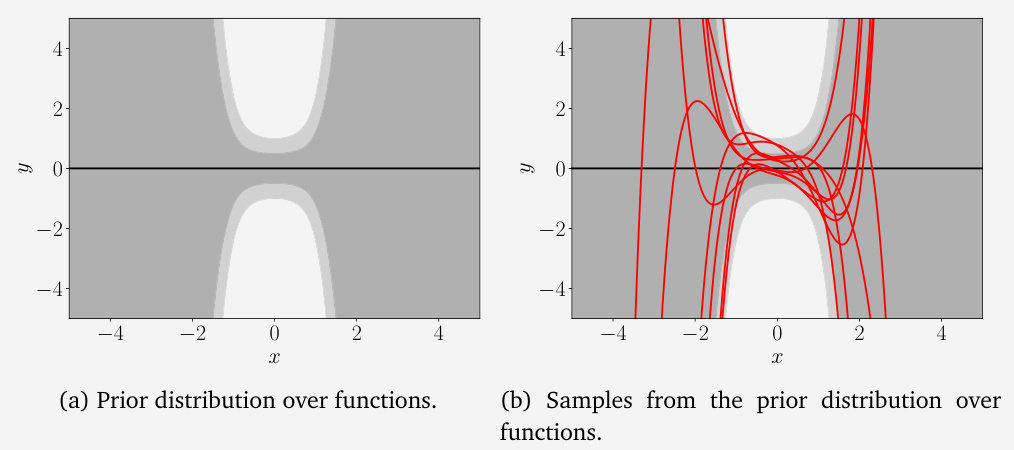 4
2
0
−2
−4
y
−4 −2 0 2 4
x
4
2
0
−2
−4
y
−4 −2 0 2 4
x
(a) Prior distribution over functions.
(b) Samples from the prior distribution over
functions.